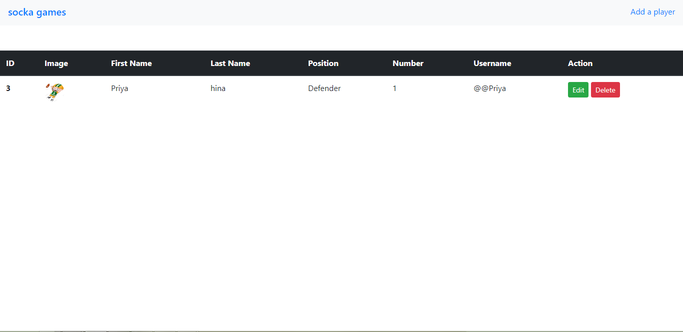 socka games Add a player
ID Image First Name Last Name Position Number Username Action
3 Priya hina Defender 1 @@Priya Edit Delete